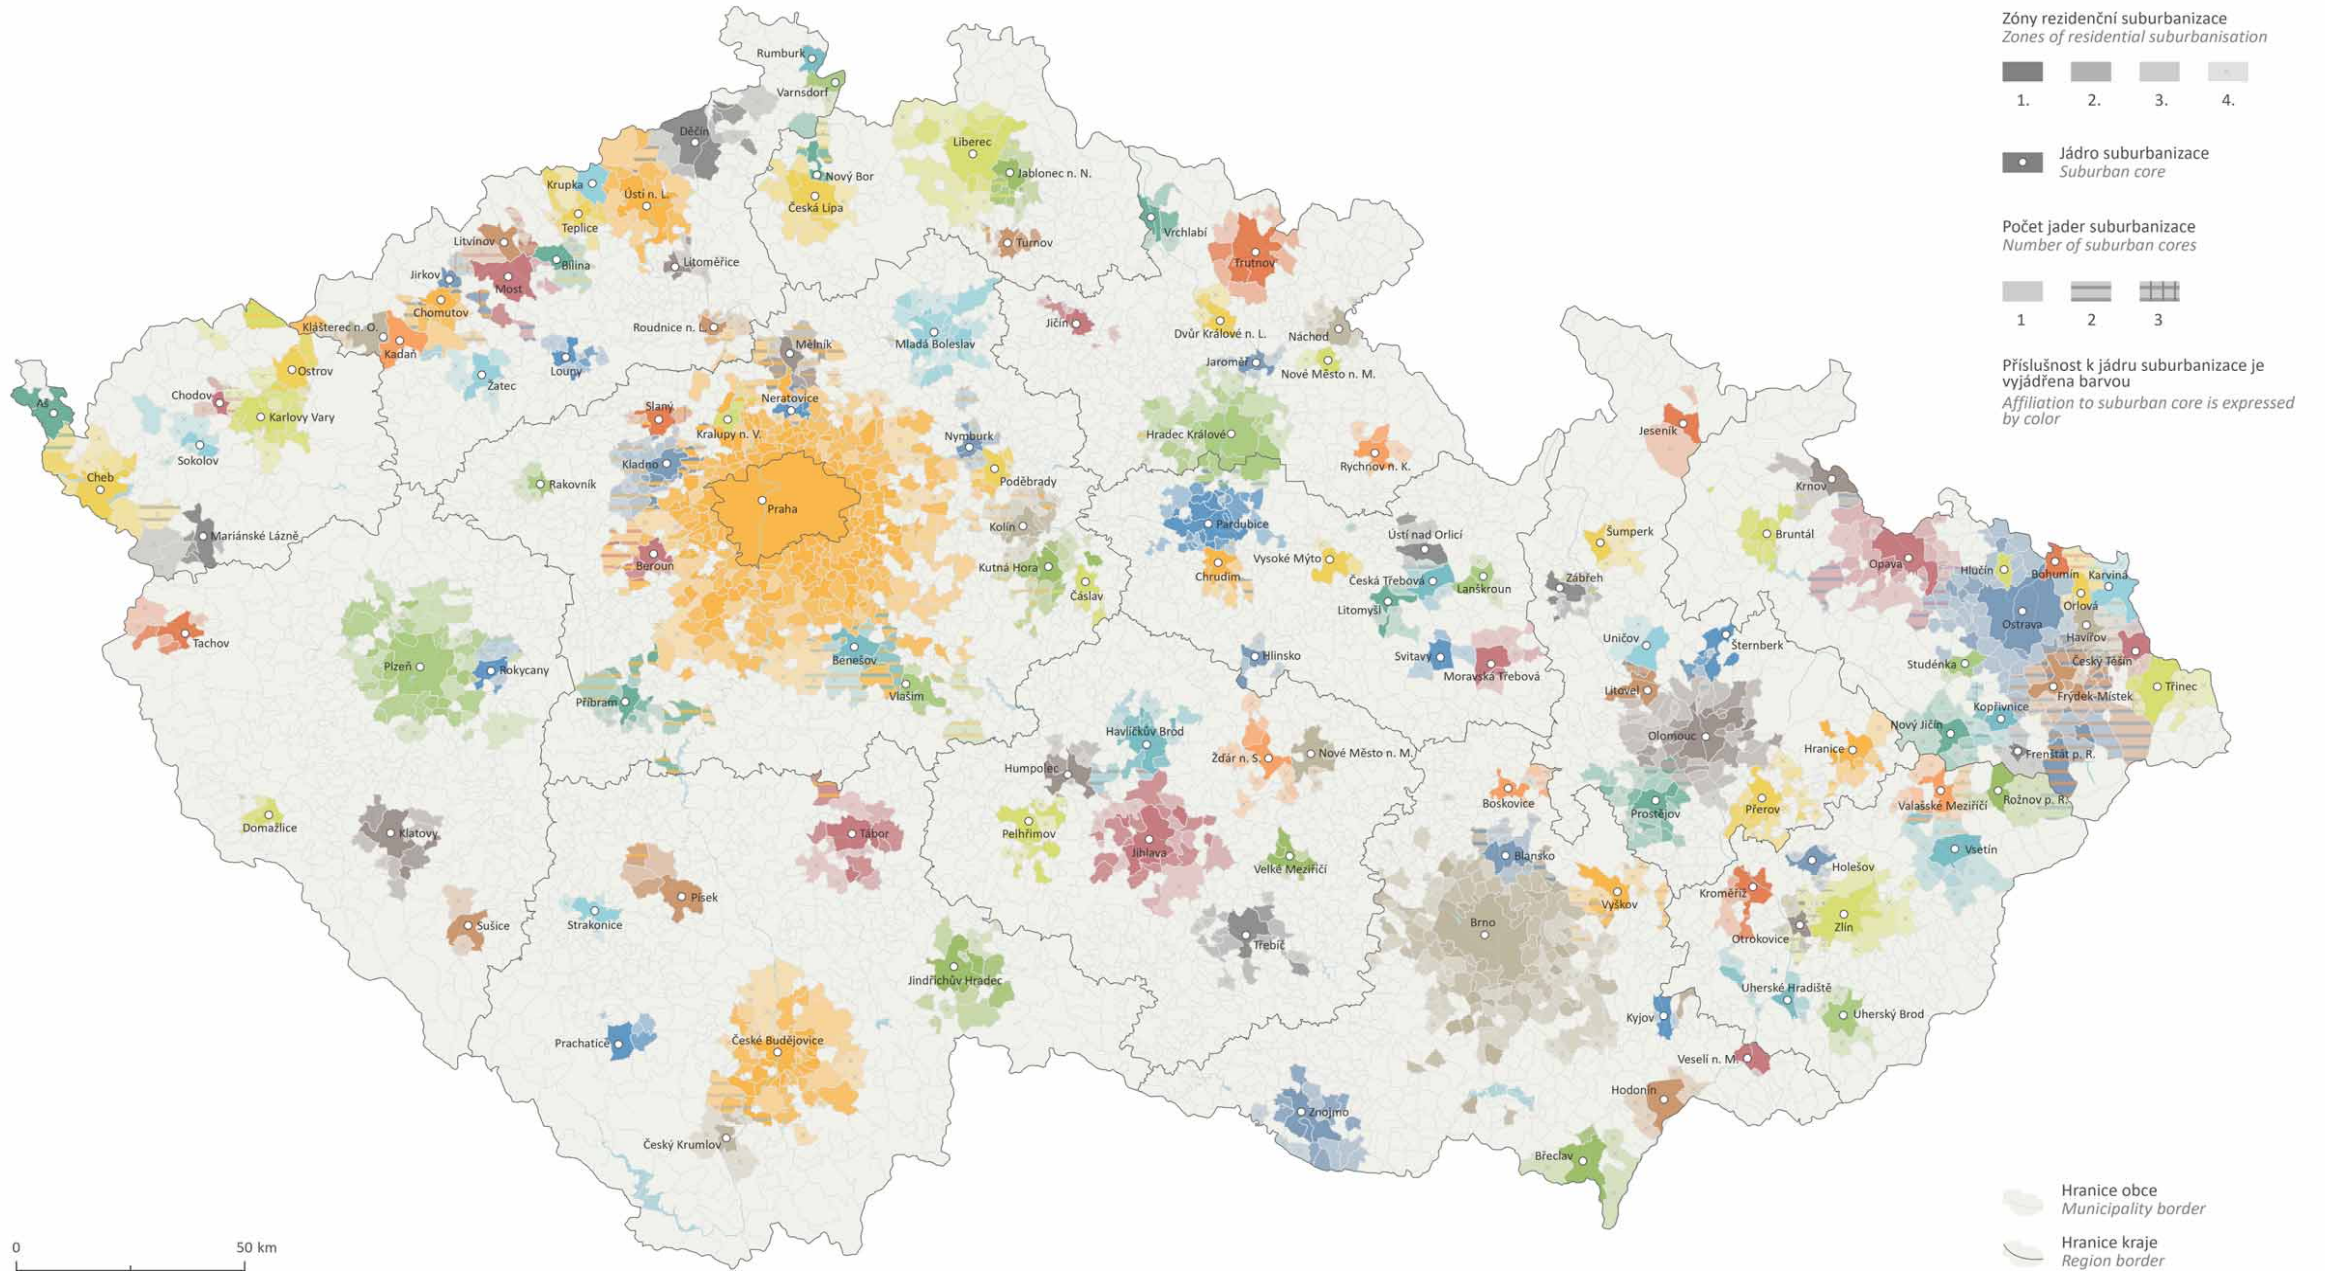 Zóny rezidenční suburbanizace
Zones of residential suburbanisation
1.
2.
3.
4.
Jádro suburbanizace
Suburban core
Počet jader suburbanizace
Number of suburban cores
1
2
3
Příslušnost k jádru suburbanizace je
vyjádřena barvou
Affiliation to suburban core is expressed
by color
Rumburk
Varnsdorf
Děčín
Liberec
Jablonec n. N.
Krupka
Ústí n. L.
Nový Bor
Česká Lípa
Teplice
Litvínov
Bílina
Litoměřice
Turnov
Vrchlabí
Trutnov
Jirkov
Most
Chomutov
Klášterec n. O.
Kadaň
Roudnice n. L.
Mělník
Mladá Boleslav
Jičín
Dvůr Králové n. L.
Náchod
Jaroměř
Nové Město n. M.
Ostrov
Žatec
Louny
Aš
Chodov
Karlovy Vary
Sokolov
Slaný
Neratovice
Kralupy n. V.
Hradec Králové
Rychnov n. K.
Jeseník
Cheb
Kladno
Nymburk
Poděbrady
Rakovník
Krnov
Praha
Kolín
Pardubice
Mariánské Lázně
Ústí nad Orlicí
Šumperk
Bruntál
Beroun
Kutná Hora
Čáslav
Chrudim
Vysoké Mýto
Česká Třebová
Lanškroun
Litomyšl
Zábřeh
Opava
Hlučín
Bohumín
Karviná
Orlová
Ostrava
Havířov
Tachov
Plzeň
Rokycany
Benešov
Vlašim
Příbram
Hlinsko
Svitavy
Moravská Třebová
Uničov
Šternberk
Litovel
Studénka
Český Těšín
Třinec
Frýdek-Místek
Kopřivnice
Nový Jičín
Olomouc
Hranice
Frenštát p. R.
Havlíčkův Brod
Humpolec
Žďár n. S.
Nové Město n. M.
Boskovice
Prostějov
Přerov
Valašské Meziříčí
Rožnov p. R.
Domažlice
Klatovy
Tábor
Pelhřimov
Jihlava
Velké Meziříčí
Blansko
Holešov
Vsetín
Sušice
Strakonice
Písek
Třebíč
Brno
Vyškov
Kroměříž
Otrokovice
Zlín
Jindřichův Hradec
Uherské Hradiště
Prachatice
České Budějovice
Kyjov
Uherský Brod
Veselí n. M.
Hodonín
Český Krumlov
Znojmo
Břeclav
Hranice obce
Municipality border
Hranice kraje
Region border
0
50 km